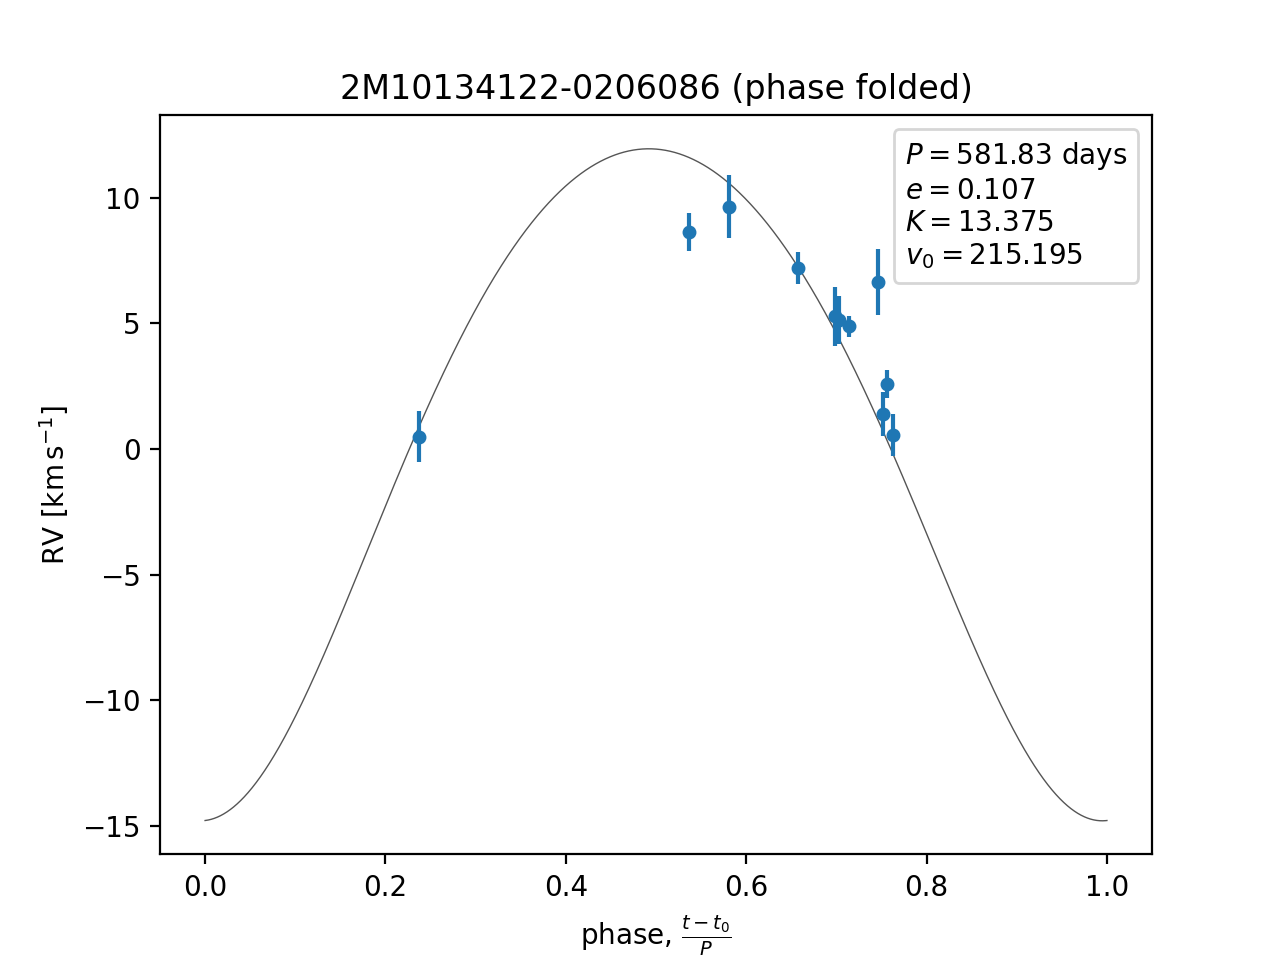 2M10134122-0206086 (phase folded)
P = 581.83 days
e = 0.107
K = 13.375
v₀ = 215.195
RV [km s⁻¹]
10
5
0
−5
−10
−15
0.0 0.2 0.4 0.6 0.8 1.0
phase, (t − t₀)/P